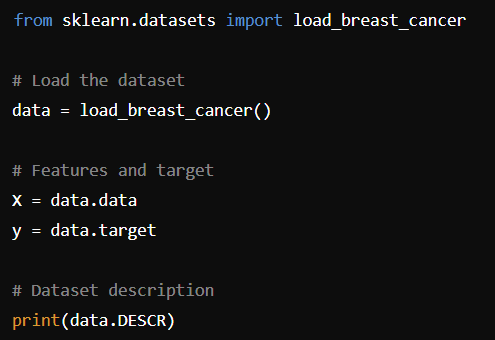 from sklearn.datasets import load_breast_cancer
# Load the dataset
data = load_breast_cancer()
# Features and target
X = data.data
y = data.target
# Dataset description
print(data.DESCR)